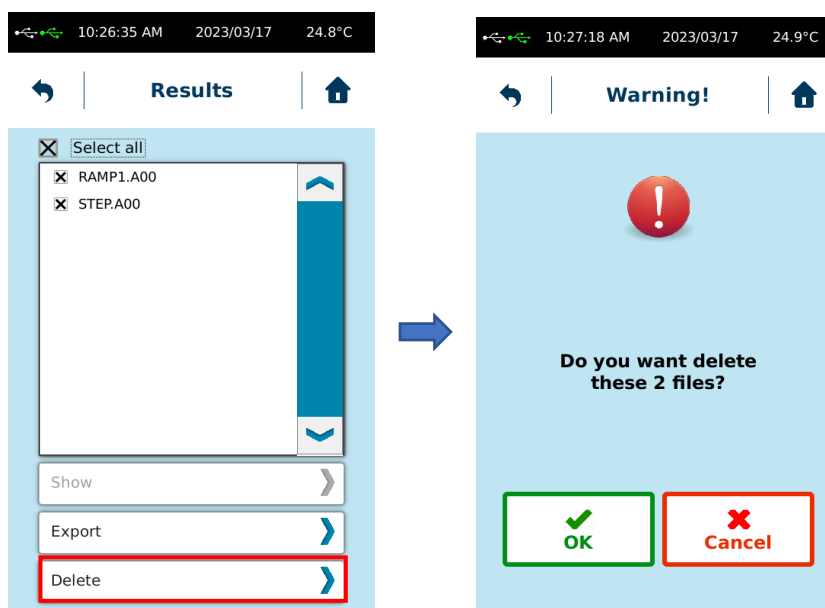 10:26:35 AM 2023/03/17 24.8°C
Results
Select all
RAMP1.A00
STEP.A00
Show
Export
Delete
10:27:18 AM 2023/03/17 24.9°C
Warning!
Do you want delete
these 2 files?
OK
Cancel